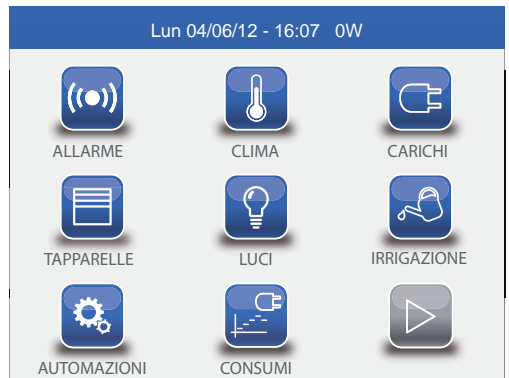 Lun 04/06/12 - 16:07 0W
ALLARME CLIMA CARICHI
TAPPARELLE LUCI IRRIGAZIONE
AUTOMAZIONI CONSUMI